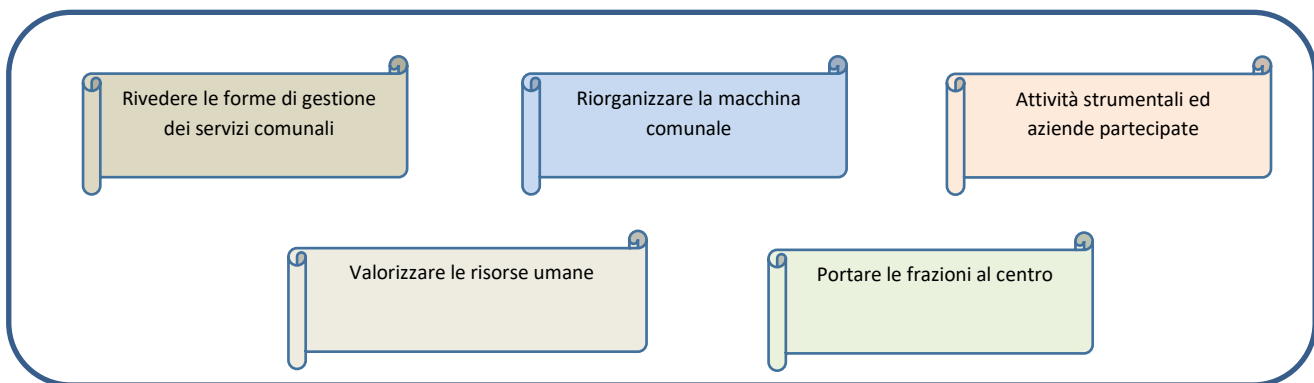 Rivedere le forme di gestione
dei servizi comunali
Riorganizzare la macchina
comunale
Attività strumentali ed
aziende partecipate
Valorizzare le risorse umane
Portare le frazioni al centro